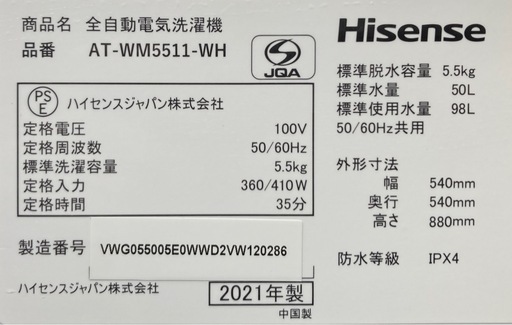 商品名 全自動電気洗濯機
品番 AT-WM5511-WH
JQA
Hisense
標準脱水容量 5.5kg
標準水量 50L
標準使用水量 98L
50/60Hz共用
外形寸法
幅 540mm
奥行 540mm
高さ 880mm
防水等級 IPX4
PS
E
ハイセンスジャパン株式会社
定格電圧 100V
定格周波数 50/60Hz
標準洗濯容量 5.5kg
定格入力 360/410W
定格時間 35分
製造番号 VWG055005E0WWD2VW120286
ハイセンスジャパン株式会社 2021年製
中国製